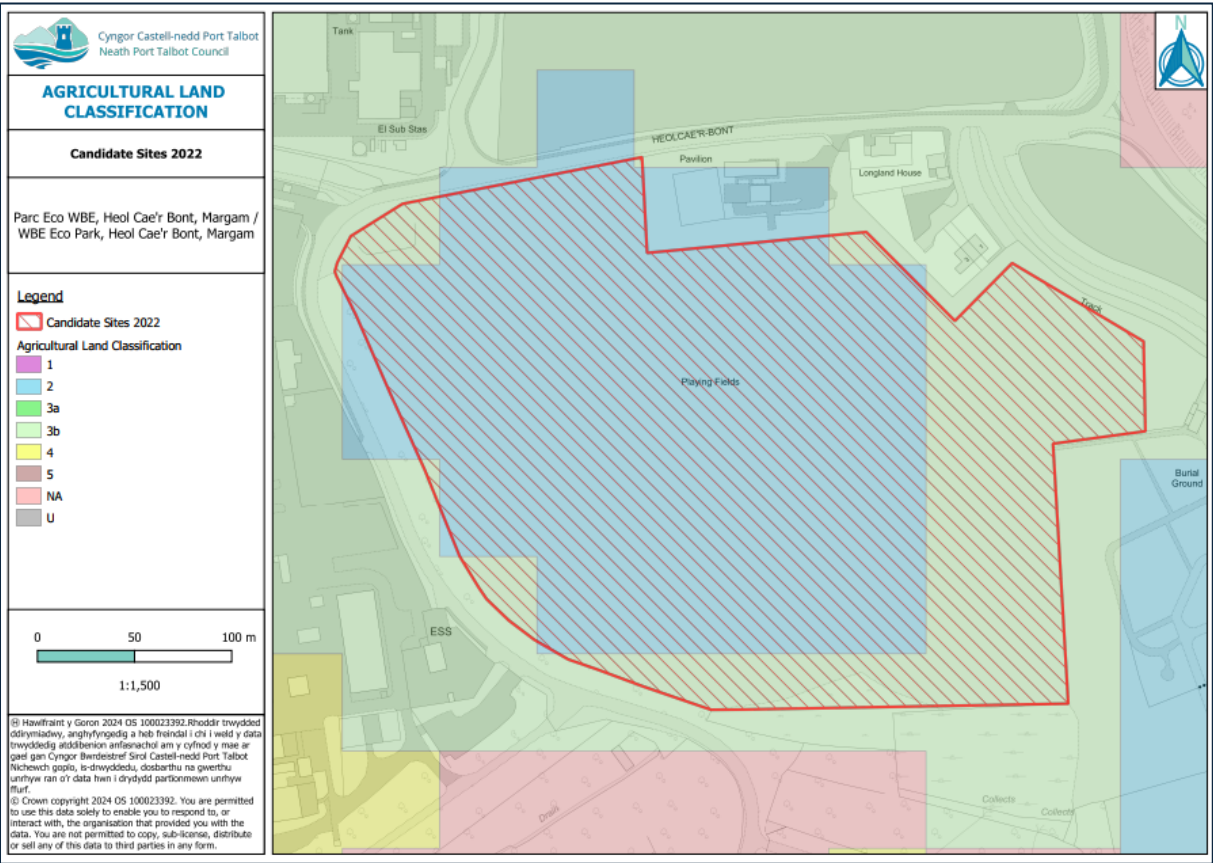 Cyngor Castell-nedd Port Talbot
Neath Port Talbot Council
AGRICULTURAL LAND
CLASSIFICATION
Candidate Sites 2022
Parc Eco WBE, Heol Cae'r Bont, Margam /
WBE Eco Park, Heol Cae'r Bont, Margam
Legend
Candidate Sites 2022
Agricultural Land Classification
1
2
3a
3b
4
5
NA
U
0 50 100 m
1:1,500
Ⓗ Hawlfraint y Goron 2024 OS 100023392.Rhoddir trwydded
ddirymiadwy, anghyfyngedig a heb freindal i chi i weld y data
trwyddedig atddibenion anfasnachol am y cyfnod y mae ar
gael gan Cyngor Bwrdeistref Sirol Castell-nedd Port Talbot
Nichewch gopïo, is-drwyddedu, dosbarthu na gwerthu
unrhyw ran o'r data hwn i drydydd partïonmewn unrhyw
ffurf.
© Crown copyright 2024 OS 100023392. You are permitted
to use this data solely to enable you to respond to, or
interact with, the organisation that provided you with the
data. You are not permitted to copy, sub-license, distribute
or sell any of this data to third parties in any form.
N
Tank
El Sub Stas
HEOLCAE'R-BONT
Pavilion
Longland House
Track
Playing Fields
Burial
Ground
ESS
Drain
Collects
Collects